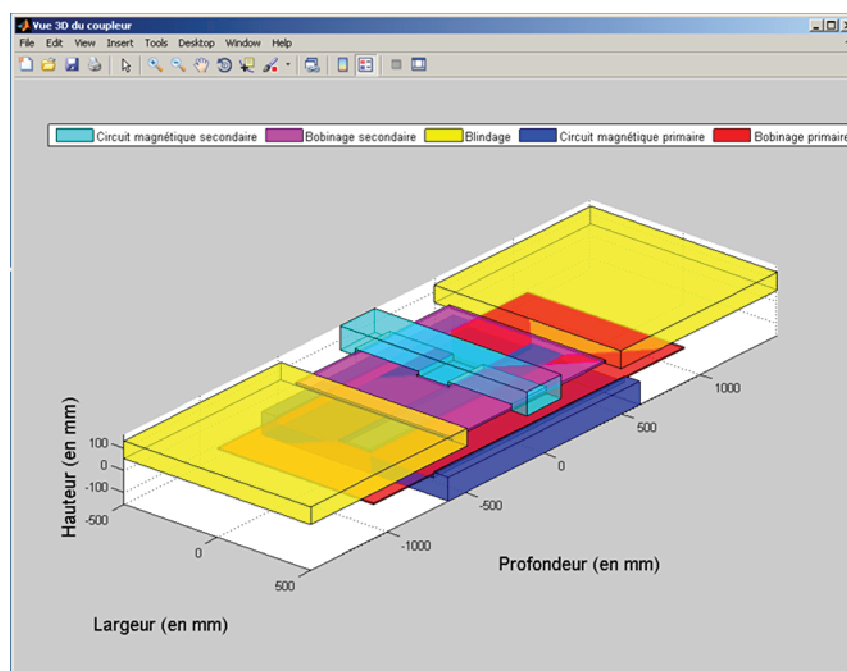 Vue 3D du coupleur
File Edit View Insert Tools Desktop Window Help
Circuit magnétique secondaire Bobinage secondaire Blindage Circuit magnétique primaire Bobinage primaire
100
0
-100
-500
0
500
-1000
-500
0
500
1000
Hauteur (en mm)
Largeur (en mm)
Profondeur (en mm)